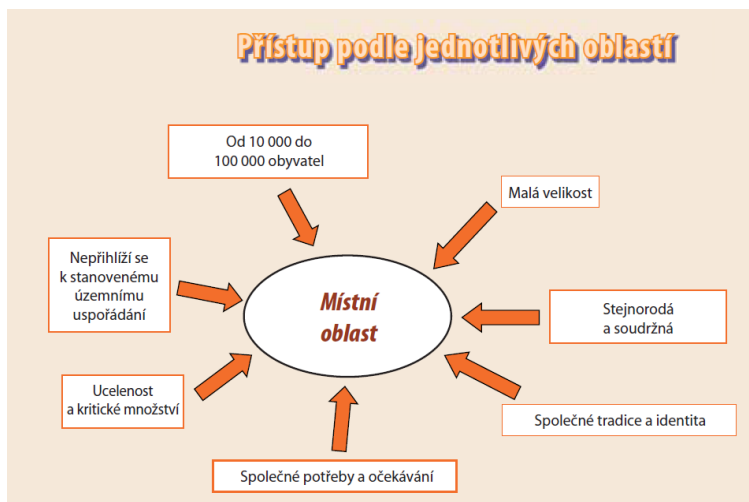 Přístup podle jednotlivých oblastí
Od 10 000 do
100 000 obyvatel
Malá velikost
Nepřihlíží se
k stanovenému
územnímu
uspořádání
Místní
oblast
Stejnorodá
a soudržná
Ucelenost
a kritické množství
Společné tradice a identita
Společné potřeby a očekávání